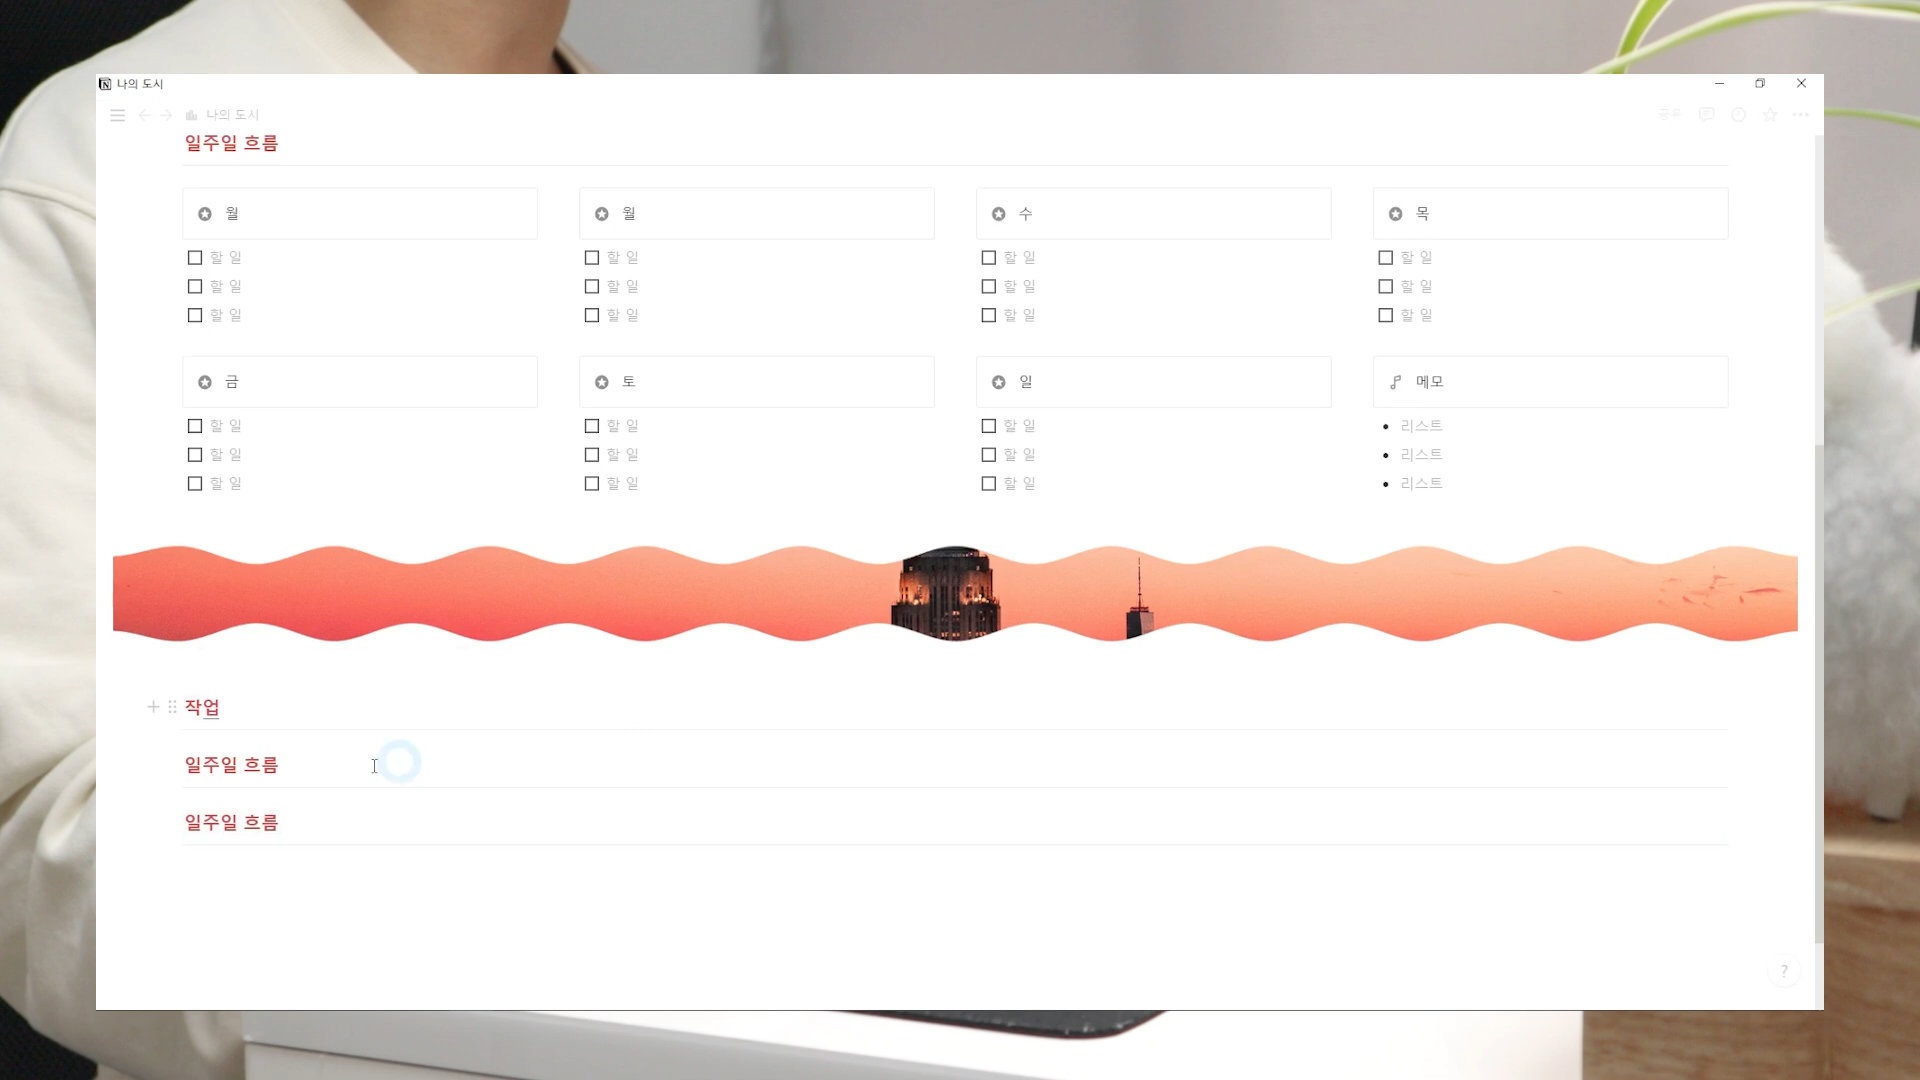 나의 도시
나의 도시
공유
일주일 흐름
월
월
수
목
할 일
할 일
할 일
할 일
할 일
할 일
할 일
할 일
할 일
할 일
할 일
할 일
금
토
일
메모
할 일
할 일
할 일
리스트
할 일
할 일
할 일
리스트
할 일
할 일
할 일
리스트
작업
일주일 흐름
일주일 흐름
?